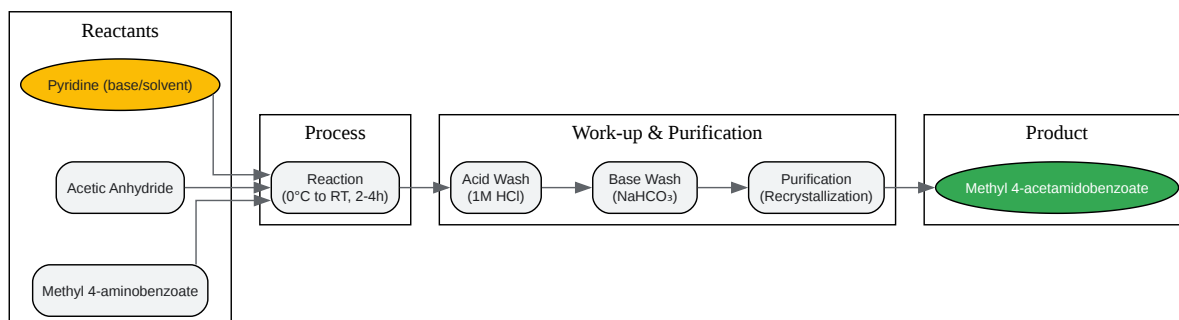 Reactants
Pyridine (base/solvent)
Acetic Anhydride
Methyl 4-aminobenzoate
Process
Reaction
(0°C to RT, 2-4h)
Work-up & Purification
Acid Wash
(1M HCl)
Base Wash
(NaHCO₃)
Purification
(Recrystallization)
Product
Methyl 4-acetamidobenzoate